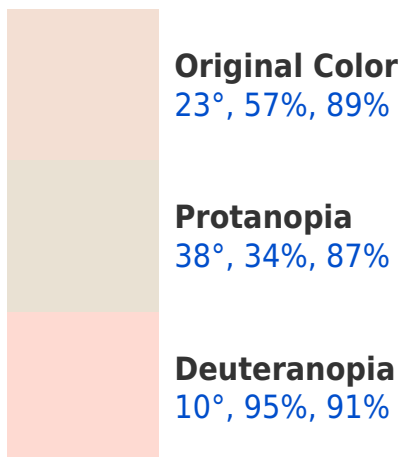 Original Color
23°, 57%, 89%
Protanopia
38°, 34%, 87%
Deuteranopia
10°, 95%, 91%